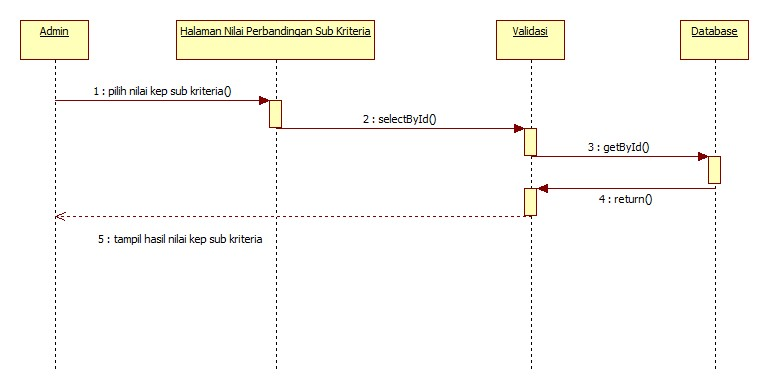 Admin
Halaman Nilai Perbandingan Sub Kriteria
Validasi
Database
1 : pilih nilai kep sub kriteria()
2 : selectById()
3 : getById()
4 : return()
5 : tampil hasil nilai kep sub kriteria